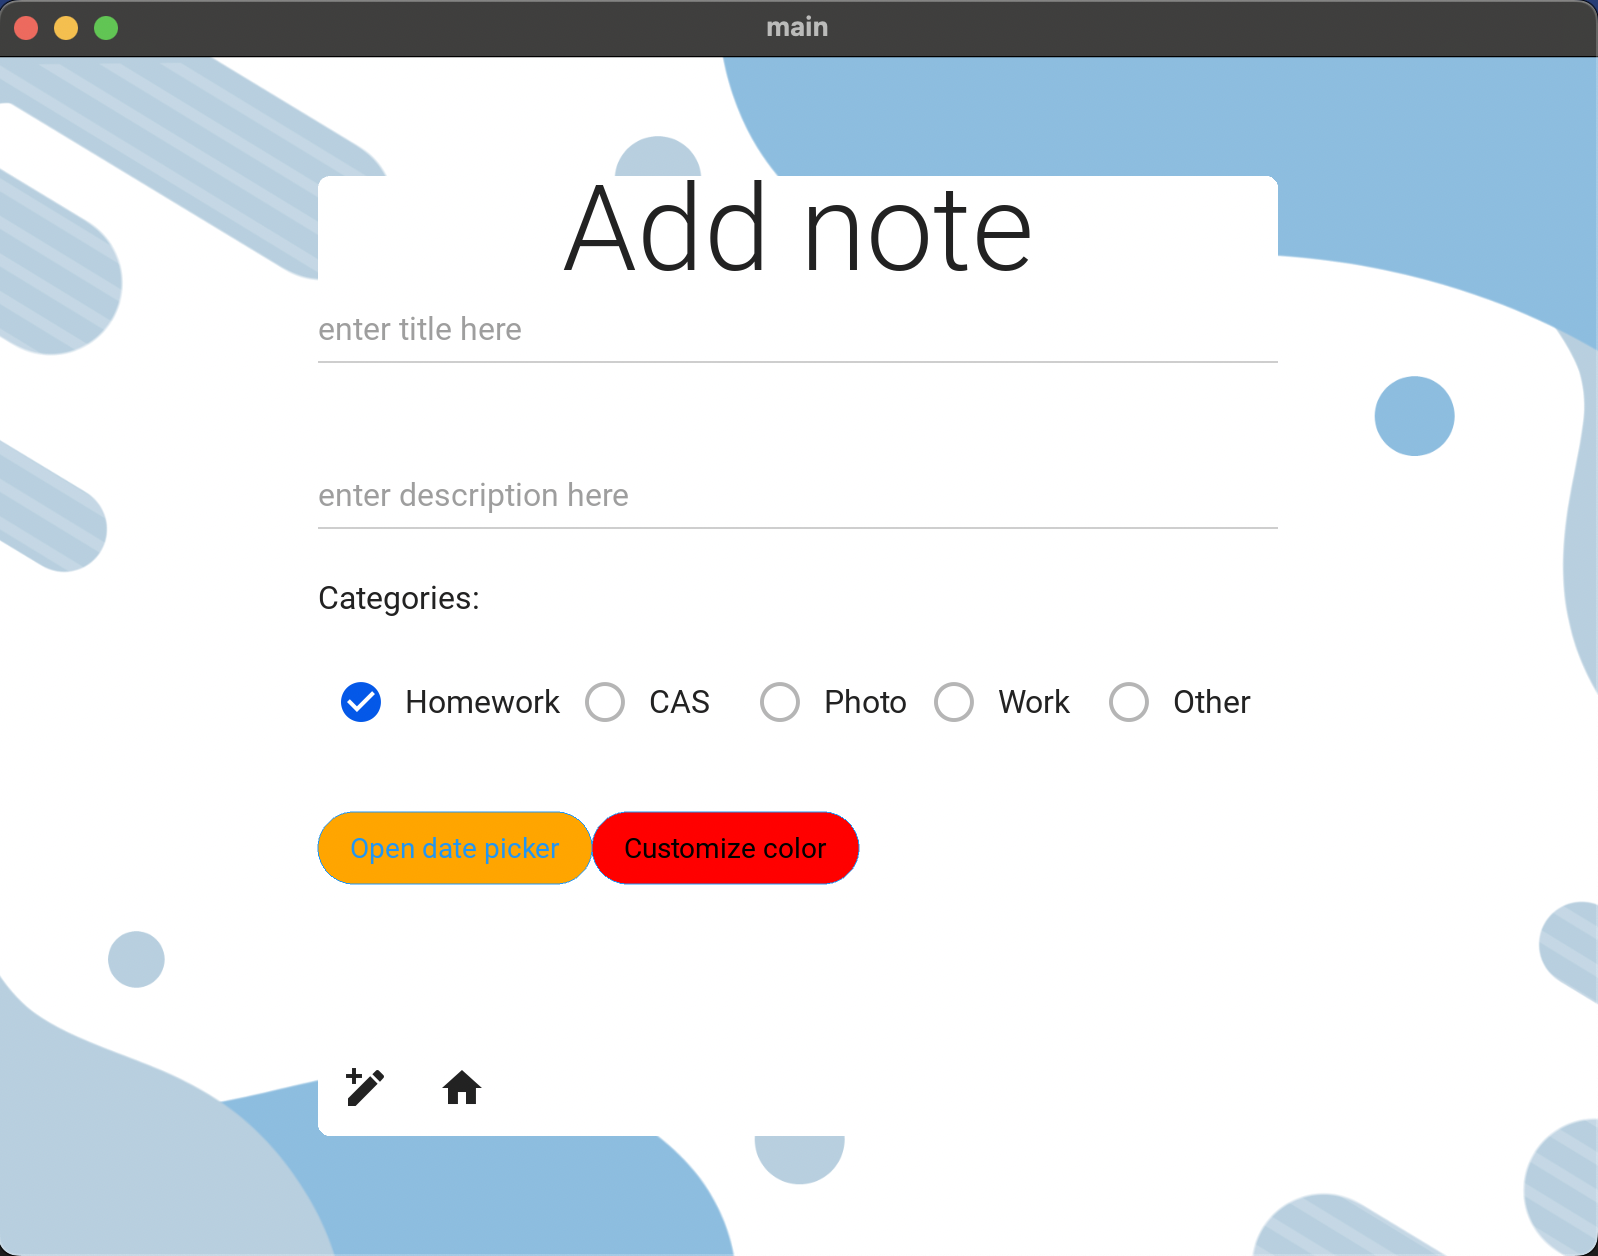 main
Add note
enter title here
enter description here
Categories:
Homework CAS Photo Work Other
Open date picker Customize color